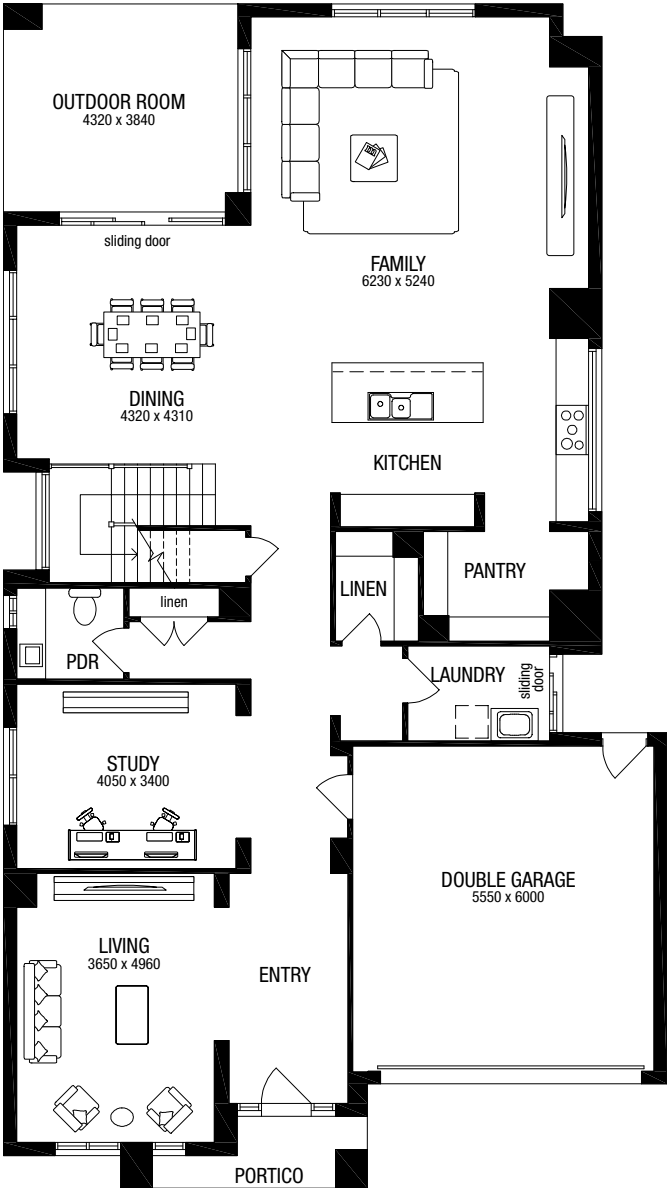 OUTDOOR ROOM
4320 x 3840
sliding door
FAMILY
6230 x 5240
DINING
4320 x 4310
KITCHEN
PANTRY
LINEN
linen
PDR
LAUNDRY
sliding
door
STUDY
4050 x 3400
DOUBLE GARAGE
5550 x 6000
LIVING
3650 x 4960
ENTRY
PORTICO